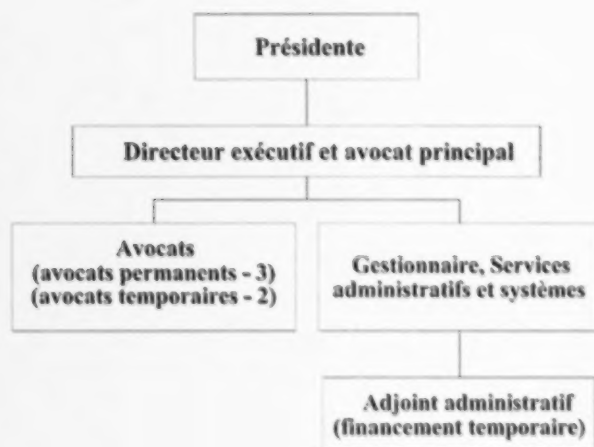 Présidente
Directeur exécutif et avocat principal
Avocats
(avocats permanents - 3)
(avocats temporaires - 2)
Gestionnaire, Services
administratifs et systèmes
Adjoint administratif
(financement temporaire)